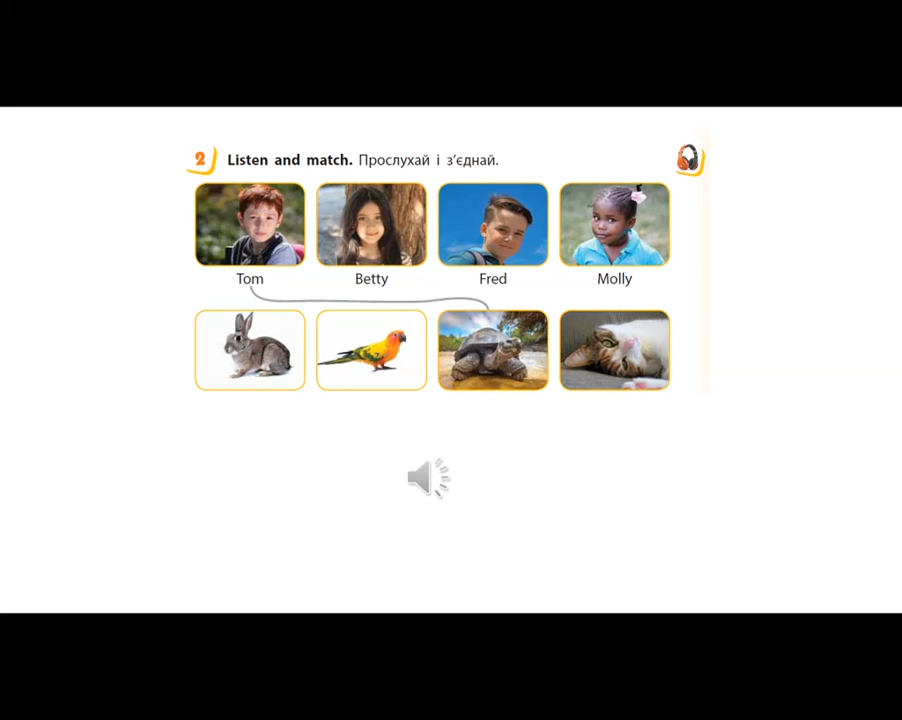 2 Listen and match. Прослухай і з’єднай.
Tom Betty Fred Molly